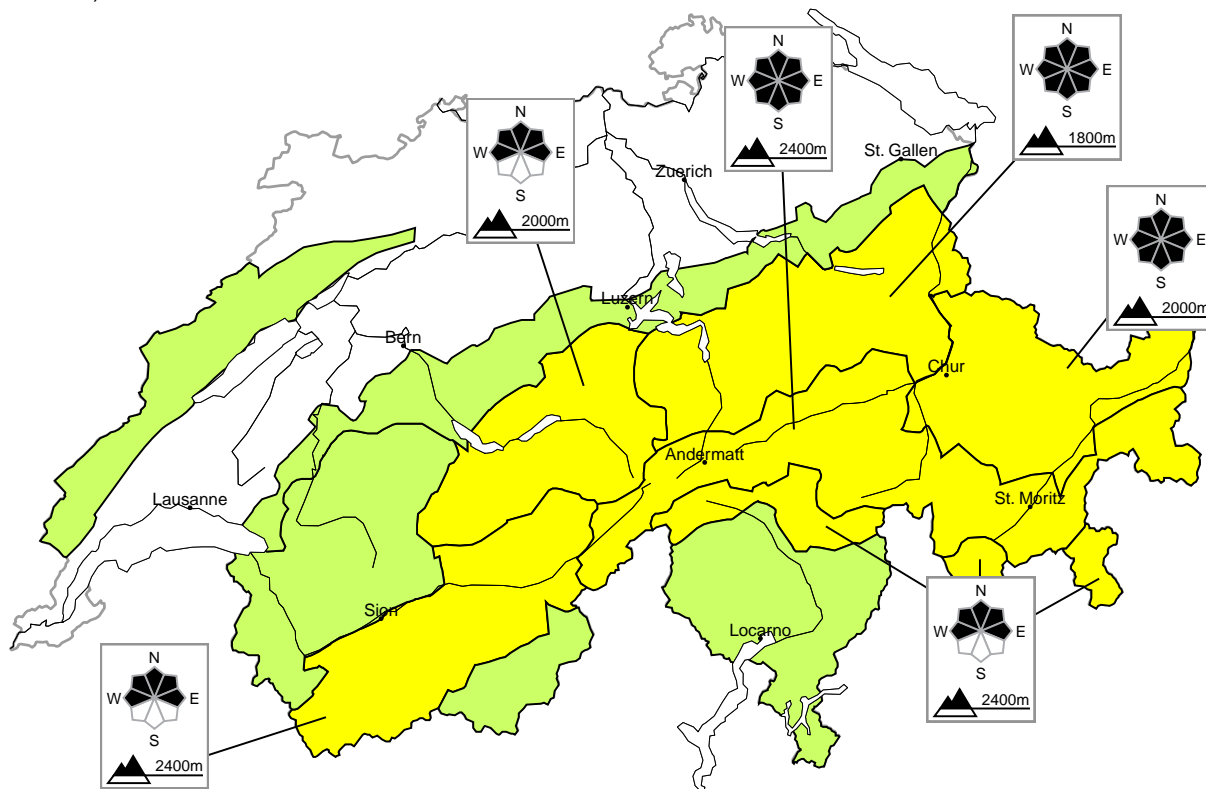 N
W E
S
1800m
N
W E
S
2400m
N
W E
S
2000m
St. Gallen
Zuerich
N
W E
S
2000m
Luzern
Bern
Chur
Andermatt
Lausanne
St. Moritz
Sion
Locarno
N
W E
S
2400m
N
W E
S
2400m